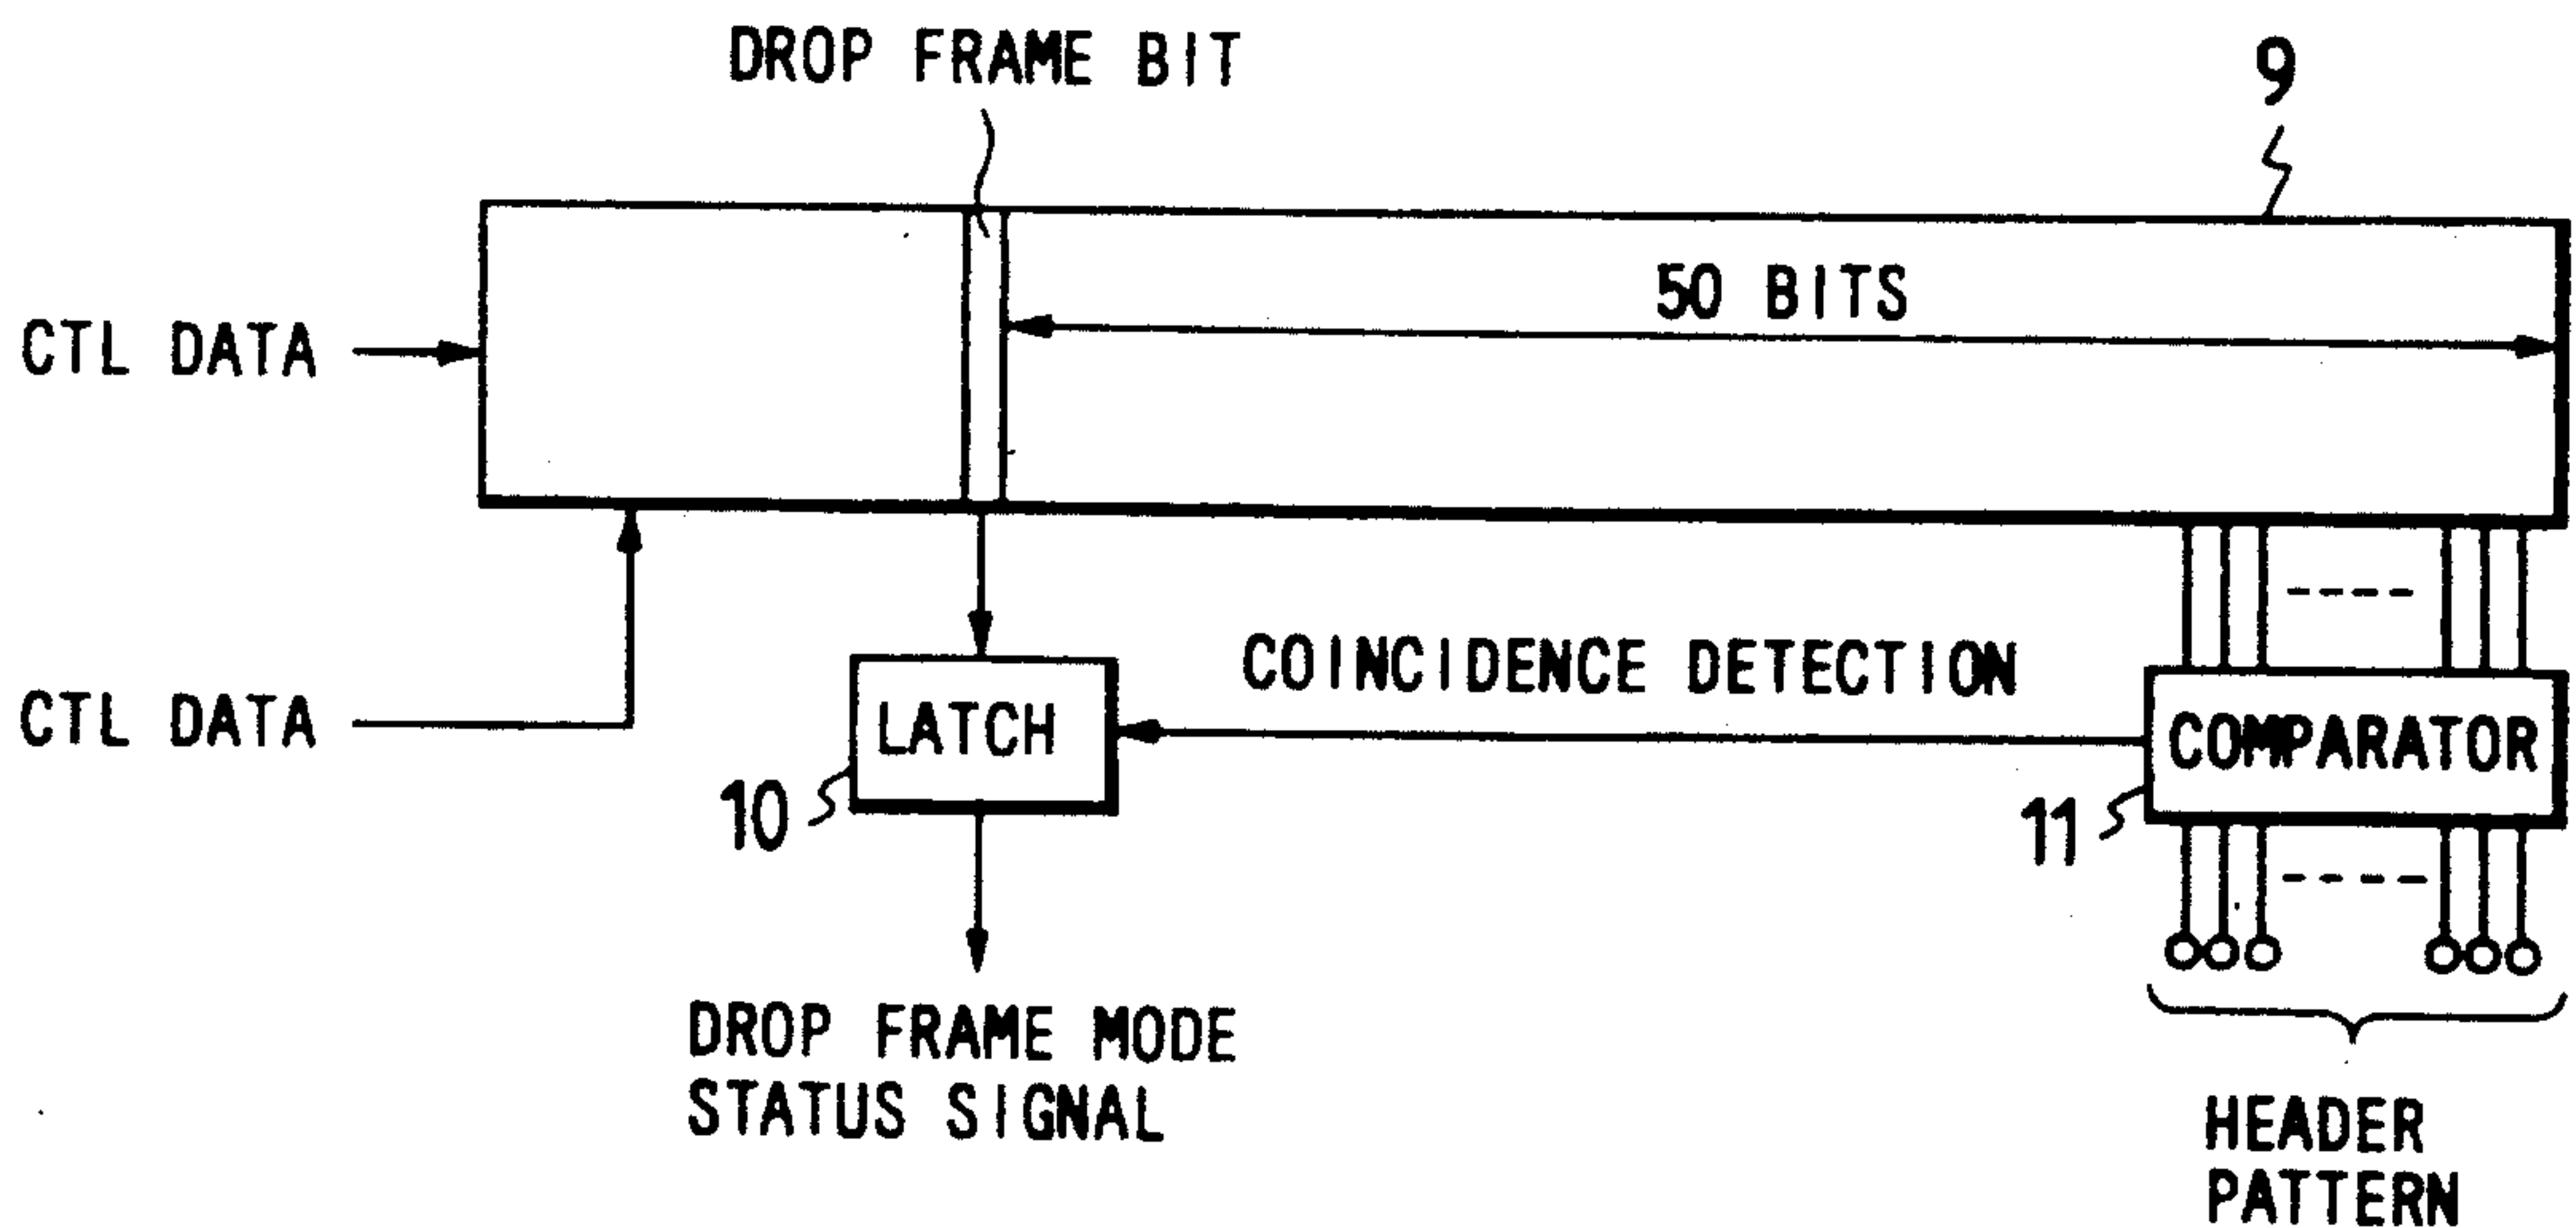 DROP FRAME BIT
9
50 BITS
CTL DATA
CTL DATA
COINCIDENCE DETECTION
LATCH
COMPARATOR
10
11
DROP FRAME MODE
STATUS SIGNAL
HEADER
PATTERN